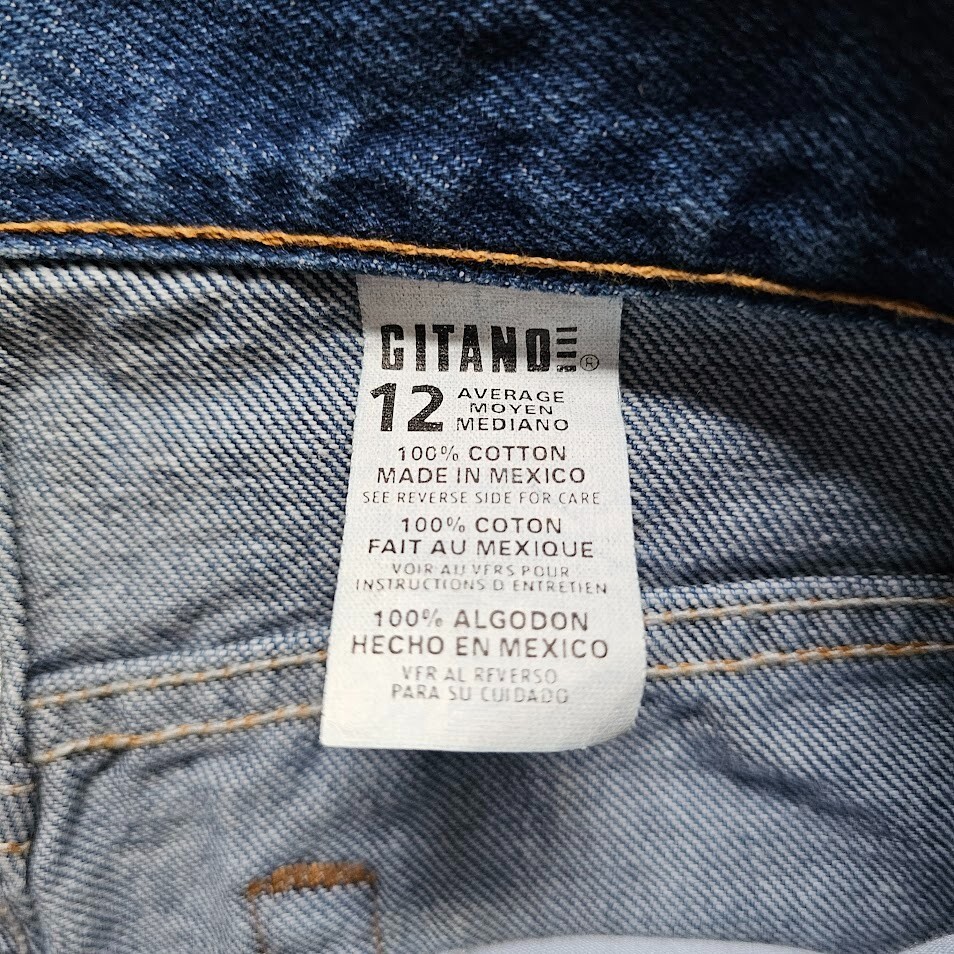 GITANO ®
12 AVERAGE
MOYEN
MEDIANO
100% COTTON
MADE IN MEXICO
SEE REVERSE SIDE FOR CARE
100% COTON
FAIT AU MEXIQUE
VOIR AU VERS POUR
INSTRUCTIONS D ENTRETIEN
100% ALGODON
HECHO EN MEXICO
VER AL REVERSO
PARA SU CUIDADO